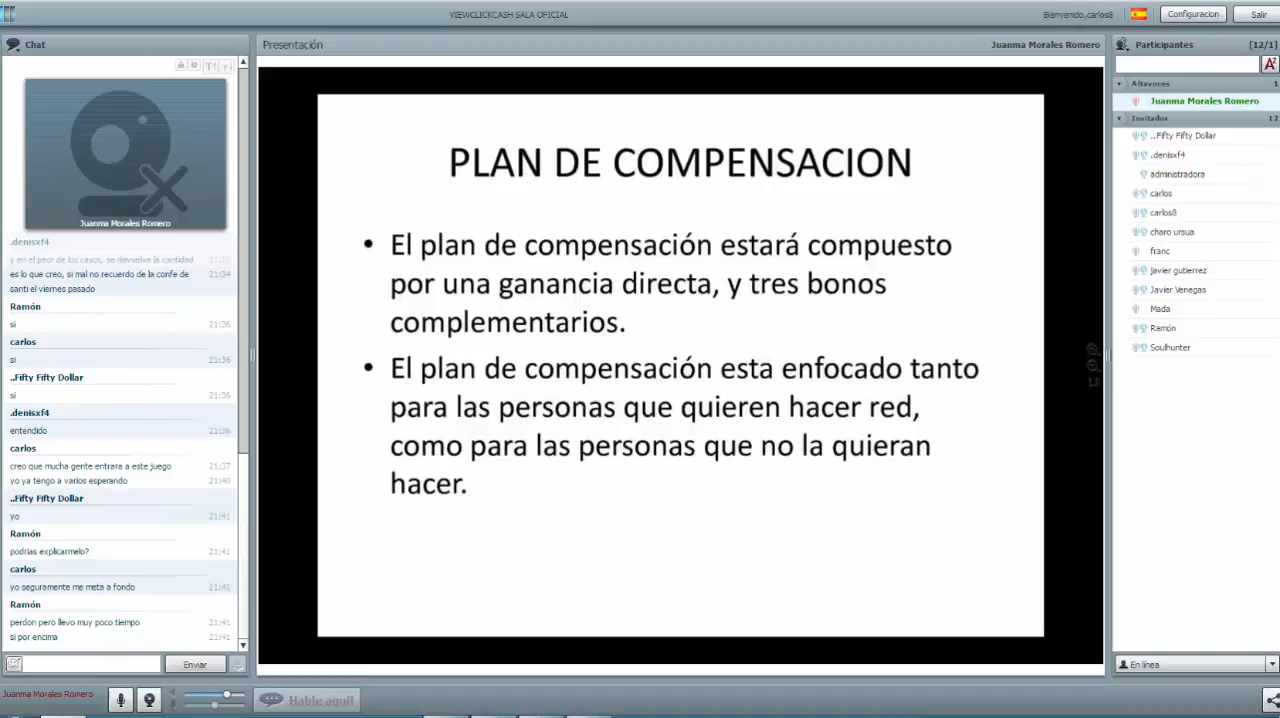 VIEWCLICKCASH SALA OFICIAL
Bienvenido,carlos8
Configuracion
Salir
Chat
Juanma Morales Romero
.denisxf4
y en el peor de los casos, se devuelve la cantidad
es lo que creo, si mal no recuerdo de la confe de 21:34
santi el viernes pasado
Ramón
si 21:36
carlos
si 21:36
..Fifty Fifty Dollar
si 21:36
.denisxf4
entendido 21:36
carlos
creo que mucha gente entrara a este juego 21:37
yo ya tengo a varios esperando 21:40
..Fifty Fifty Dollar
yo 21:41
Ramón
podrias explicarmelo? 21:41
carlos
yo seguramente me meta a fondo 21:41
Ramón
perdon pero llevo muy poco tiempo 21:41
si por encima 21:41
Enviar
Presentación
Juanma Morales Romero
PLAN DE COMPENSACION
• El plan de compensación estará compuesto
por una ganancia directa, y tres bonos
complementarios.
• El plan de compensación esta enfocado tanto
para las personas que quieren hacer red,
como para las personas que no la quieran
hacer.
Participantes
[12/1]
Altavoces 1
Juanma Morales Romero
Invitados 12
..Fifty Fifty Dollar
.denisxf4
administradora
carlos
carlos8
charo ursua
franc
Javier gutierrez
Javier Venegas
Mada
Ramón
Soulhunter
En línea
Juanma Morales Romero
Hable aquí!